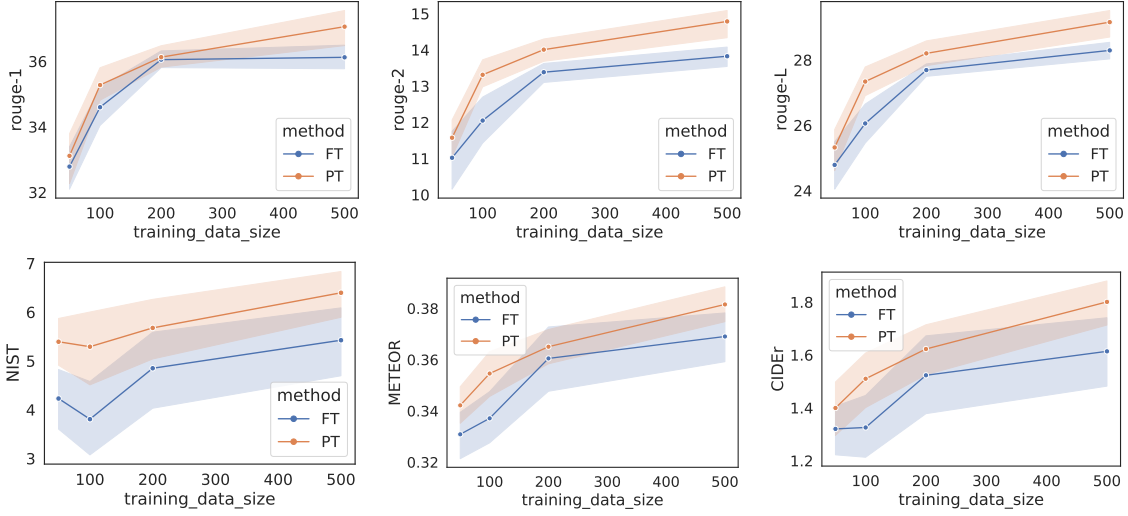 rouge-1
36
34
32
method
FT
PT
100
200
300
400
500
training_data_size
rouge-2
15
14
13
12
11
10
method
FT
PT
100
200
300
400
500
training_data_size
rouge-L
28
26
24
method
FT
PT
100
200
300
400
500
training_data_size
NIST
7
6
5
4
3
method
FT
PT
100
200
300
400
500
training_data_size
METEOR
0.38
0.36
0.34
0.32
method
FT
PT
100
200
300
400
500
training_data_size
CIDEr
1.8
1.6
1.4
1.2
method
FT
PT
100
200
300
400
500
training_data_size